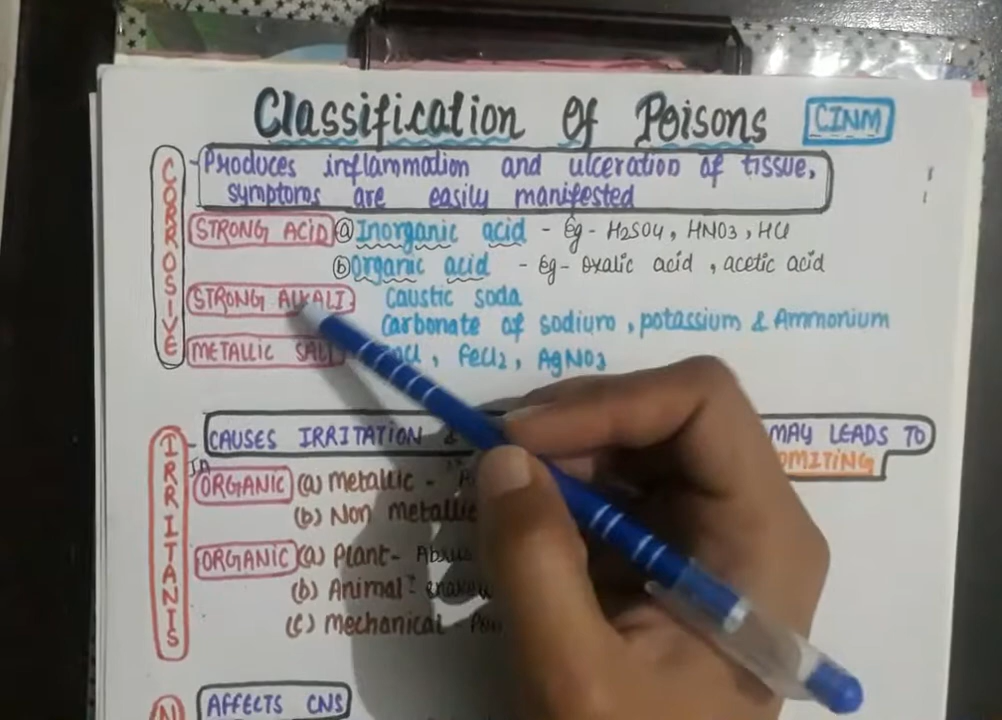 Classification of Poisons CINM
CORROSIVE
Produces inflammation and ulceration of tissue,
symptoms are easily manifested
STRONG ACID (a) Inorganic acid - Eg- H2SO4, HNO3, HCl
(b) Organic acid - Eg- oxalic acid, acetic acid
STRONG ALKALI Caustic soda
Carbonate of sodium, potassium & Ammonium
METALLIC FeCl2, AgNO3
IRRITANTS
CAUSES IRRITATION & MAY LEADS TO
IN ORGANIC (a) Metallic -
(b) Non metallic
ORGANIC (a) Plant- Abrus
(b) Animal-
(c) Mechanical -
N
AFFECTS CNS